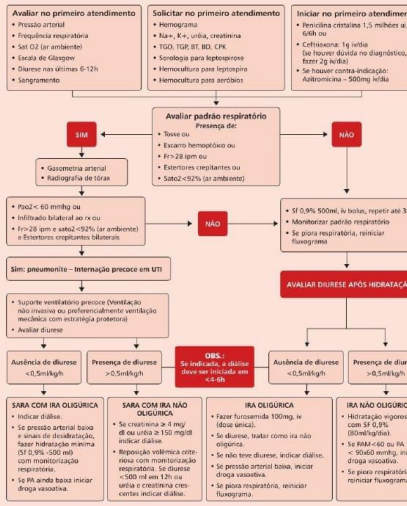 Avaliar no primeiro atendimento
• Pressão arterial
• Frequência respiratória
• Sat O2 (ar ambiente)
• Escala de Glasgow
• Diurese nas últimas 6-12h
• Sangramento
Solicitar no primeiro atendimento
• Hemograma
• Na+, K+, uréia, creatinina
• TGO, TGP, BT, BD, CPK
• Sorologia para leptospirose
• Hemocultura para leptospira
• Hemocultura para aeróbios
Iniciar no primeiro atendimen
• Penicilina cristalina 1,5 milhões ui,
6/6h ou
• Ceftriaxona: 1g iv/dia
(se houver dúvida no diagnóstico,
fazer 2g iv/dia)
• Se houver contra-indicação:
Azitromicina – 500mg iv/dia
Avaliar padrão respiratório
Presença de:
• Tosse ou
• Escarro hemoptóico ou
• Fr>28 ipm ou
• Estertores crepitantes ou
• Sato2<92% (ar ambiente)
SIM
NÃO
• Gasometria arterial
• Radiografia de tórax
• Pao2< 60 mmhg ou
• Infiltrado bilateral ao rx ou
• Fr>28 ipm e sato2<92% (ar ambiente)
e Estertores crepitantes bilaterais
NÃO
• Sf 0,9% 500ml, iv bolus, repetir até 3
• Monitorizar padrão respiratório
• Se piora respiratória, reiniciar
fluxograma
Sim: pneumonite – Internação precoce em UTI
AVALIAR DIURESE APÓS HIDRATAÇÃ
• Suporte ventilatório precoce (Ventilação
não invasiva ou preferencialmente ventilação
mecânica com estratégia protetora)
• Avaliar diurese
Ausência de diurese
<0,5ml/kg/h
Presença de diurese
>0,5ml/kg/h
OBS.:
Se indicada, a diálise
deve ser iniciada em
<4-6h
Ausência de diurese
<0,5ml/kg/h
Presença de diure
>0,5ml/kg/h
SARA COM IRA OLIGÚRICA
• Indicar diálise.
• Se pressão arterial baixa
e sinais de desidratação,
fazer hidratação mínima
(Sf 0,9% -500 ml)
com monitorização
respiratória.
• Se PA ainda baixa iniciar
droga vasoativa.
SARA COM IRA NÃO
OLIGÚRICA
• Se creatinina ≥ 4 mg/
dl ou uréia ≥ 150 mg/dl
indicar diálise.
• Reposição volêmica crite-
riosa com monitorização
respiratória. Se diurese
<500 ml em 12h ou
uréia e creatinina cres-
centes indicar diálise.
IRA OLIGÚRICA
• Fazer furosemida 100mg, iv
(dose única).
• Se diurese, tratar como ira não
oligúrica.
• Se não teve diurese, indicar diálise.
• Se pressão arterial baixa, iniciar
droga vasoativa.
• Se piora respiratória, reiniciar
fluxograma.
IRA NÃO OLIGÚRIC
• Hidratação vigoros
com Sf 0,9%
(80ml/kg/dia).
• Se PAM<60 ou PA
< 90x60 mmhg, ini
droga vasoativa.
• Se piora respiratóri
reiniciar fluxogram